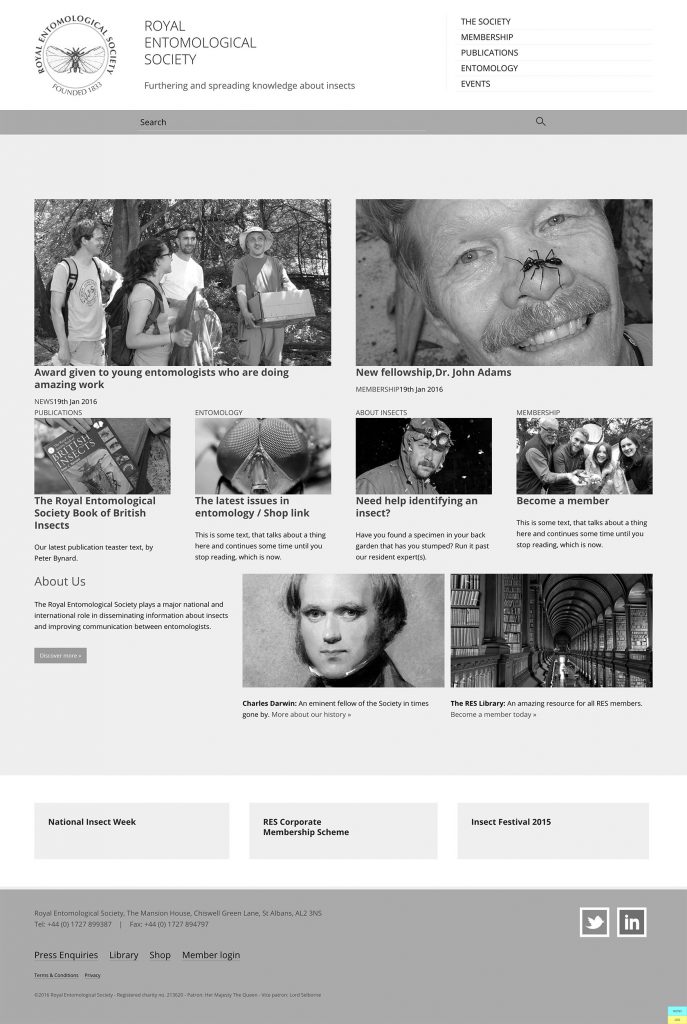 ROYAL ENTOMOLOGICAL SOCIETY
FOUNDED 1833
ROYAL
ENTOMOLOGICAL
SOCIETY
Furthering and spreading knowledge about insects
THE SOCIETY
MEMBERSHIP
PUBLICATIONS
ENTOMOLOGY
EVENTS
Search
Award given to young entomologists who are doing
amazing work
NEWS19th Jan 2016
New fellowship,Dr. John Adams
MEMBERSHIP19th Jan 2016
PUBLICATIONS
BRITISH
INSECTS
The Royal Entomological
Society Book of British
Insects
Our latest publication teaser text, by
Peter Bynard.
ENTOMOLOGY
The latest issues in
entomology / Shop link
This is some text, that talks about a thing
here and continues some time until you
stop reading, which is now.
ABOUT INSECTS
Need help identifying an
insect?
Have you found a specimen in your back
garden that has you stumped? Run it past
our resident expert(s).
MEMBERSHIP
Become a member
This is some text, that talks about a thing
here and continues some time until you
stop reading, which is now.
About Us
The Royal Entomological Society plays a major national and
international role in disseminating information about insects
and improving communication between entomologists.
Discover more »
Charles Darwin: An eminent fellow of the Society in times
gone by. More about our history »
The RES Library: An amazing resource for all RES members.
Become a member today »
National Insect Week
RES Corporate
Membership Scheme
Insect Festival 2015
Royal Entomological Society, The Mansion House, Chiswell Green Lane, St Albans, AL2 3NS
Tel: +44 (0) 1727 899387 | Fax: +44 (0) 1727 894797
in
Press Enquiries Library Shop Member login
Terms & Conditions Privacy
©2016 Royal Entomological Society - Registered charity no. 213620 - Patron: Her Majesty The Queen - Vice patron: Lord Selborne